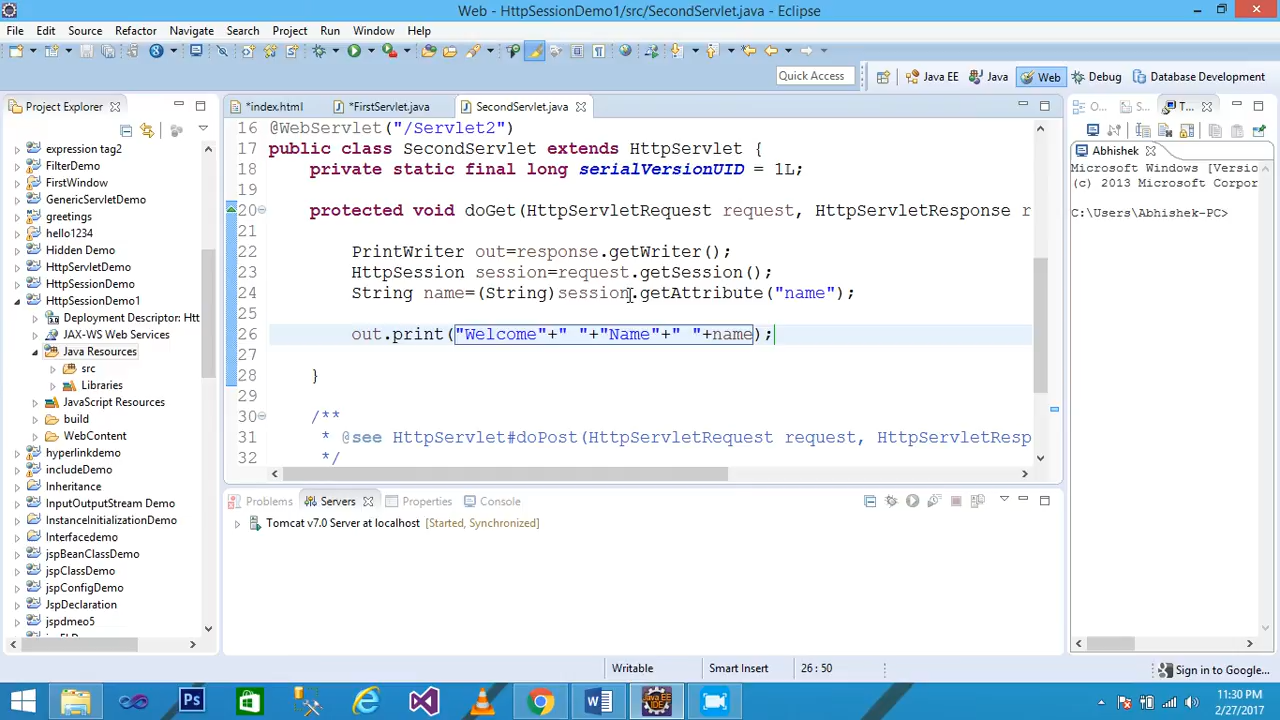 Web - HttpSessionDemo1/src/SecondServlet.java - Eclipse
File Edit Source Refactor Navigate Search Project Run Window Help
Quick Access Java EE Java Web Debug Database Development
Project Explorer
*index.html *FirstServlet.java SecondServlet.java
O... S... T...
expression tag2
FilterDemo
FirstWindow
GenericServletDemo
greetings
hello1234
Hidden Demo
HttpServletDemo
HttpSessionDemo
HttpSessionDemo1
Deployment Descriptor: Htt
JAX-WS Web Services
Java Resources
src
Libraries
JavaScript Resources
build
WebContent
hyperlinkdemo
includeDemo
Inheritance
InputOutputStream Demo
InstanceInitializationDemo
Interfacedemo
jspBeanClassDemo
jspClassDemo
jspConfigDemo
JspDeclaration
jspdmeo5
16 @WebServlet("/Servlet2")
17 public class SecondServlet extends HttpServlet {
18 private static final long serialVersionUID = 1L;
19
20 protected void doGet(HttpServletRequest request, HttpServletResponse r
21
22 PrintWriter out=response.getWriter();
23 HttpSession session=request.getSession();
24 String name=(String)session.getAttribute("name");
25
26 out.print("Welcome"+" "+"Name"+" "+name);
27
28 }
29
30 /**
31 * @see HttpServlet#doPost(HttpServletRequest request, HttpServletResp
32 */
Abhishek
Microsoft Windows [Versio
(c) 2013 Microsoft Corpor
C:\Users\Abhishek-PC>
Problems Servers Properties Console
Tomcat v7.0 Server at localhost [Started, Synchronized]
Writable Smart Insert 26 : 50
Sign in to Google...
11:30 PM
2/27/2017